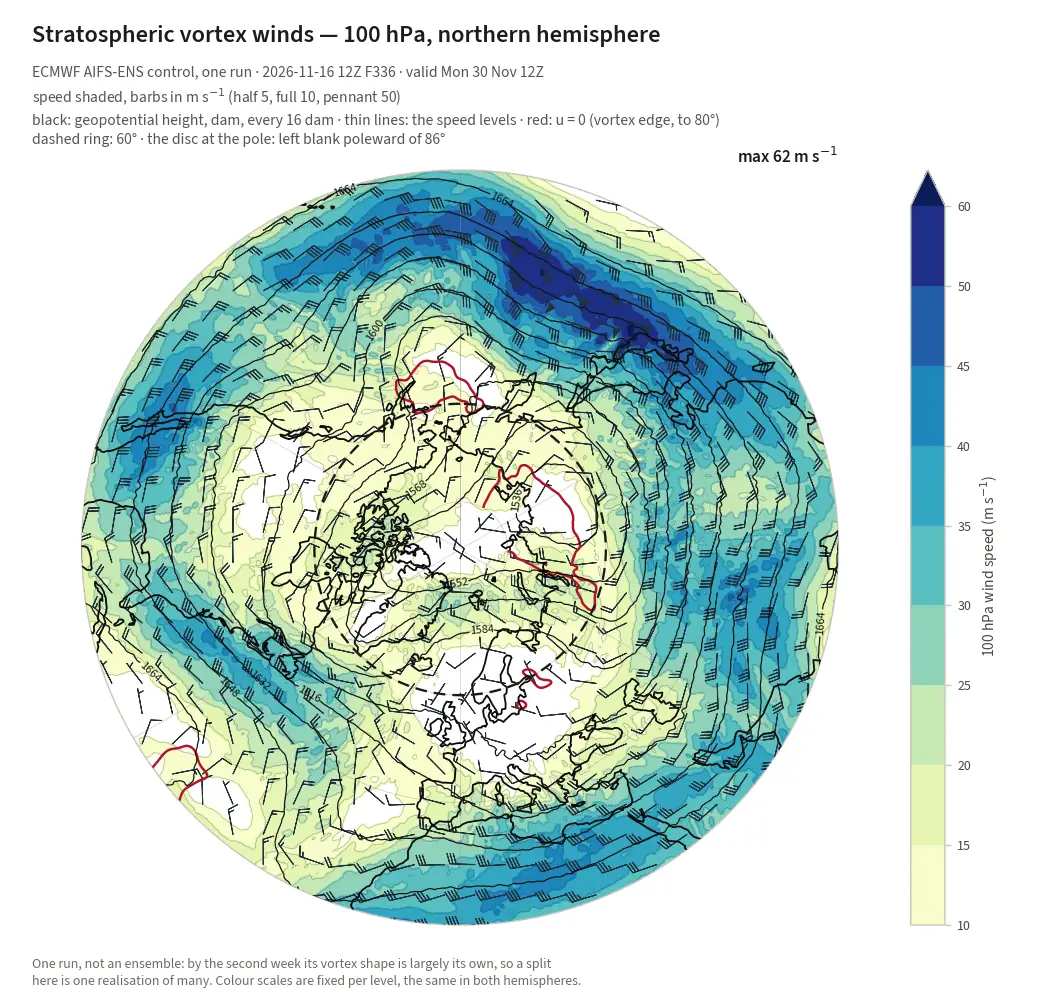 Stratospheric vortex winds — 100 hPa, northern hemisphere
ECMWF AIFS-ENS control, one run · 2026-11-16 12Z F336 · valid Mon 30 Nov 12Z
speed shaded, barbs in m s⁻¹ (half 5, full 10, pennant 50)
black: geopotential height, dam, every 16 dam · thin lines: the speed levels · red: u = 0 (vortex edge, to 80°)
dashed ring: 60° · the disc at the pole: left blank poleward of 86°
max 62 m s⁻¹
1664
1664
1600
1568
1536
1552
1584
1664
1664
1648
1632
1616
60
50
45
40
35
30
25
20
15
10
100 hPa wind speed (m s⁻¹)
One run, not an ensemble: by the second week its vortex shape is largely its own, so a split
here is one realisation of many. Colour scales are fixed per level, the same in both hemispheres.